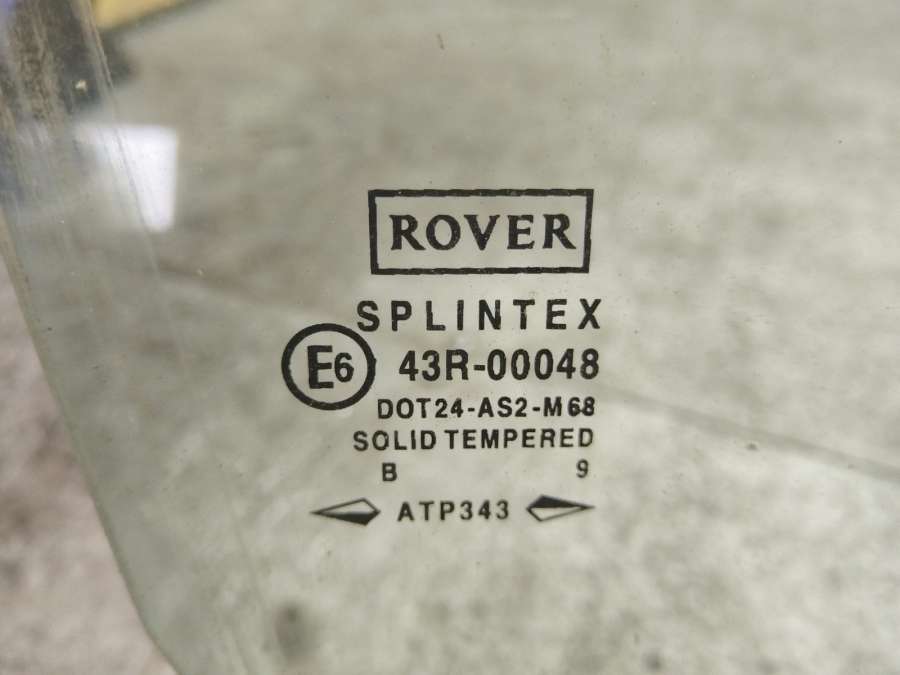 ROVER
SPLINTEX
E6 43R-00048
DOT24-AS2-M68
SOLID TEMPERED
B 9
ATP343